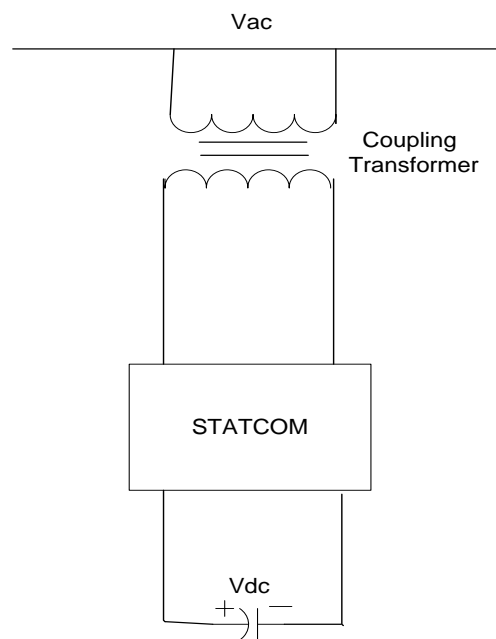 Vac
Coupling
Transformer
STATCOM
Vdc
+ —